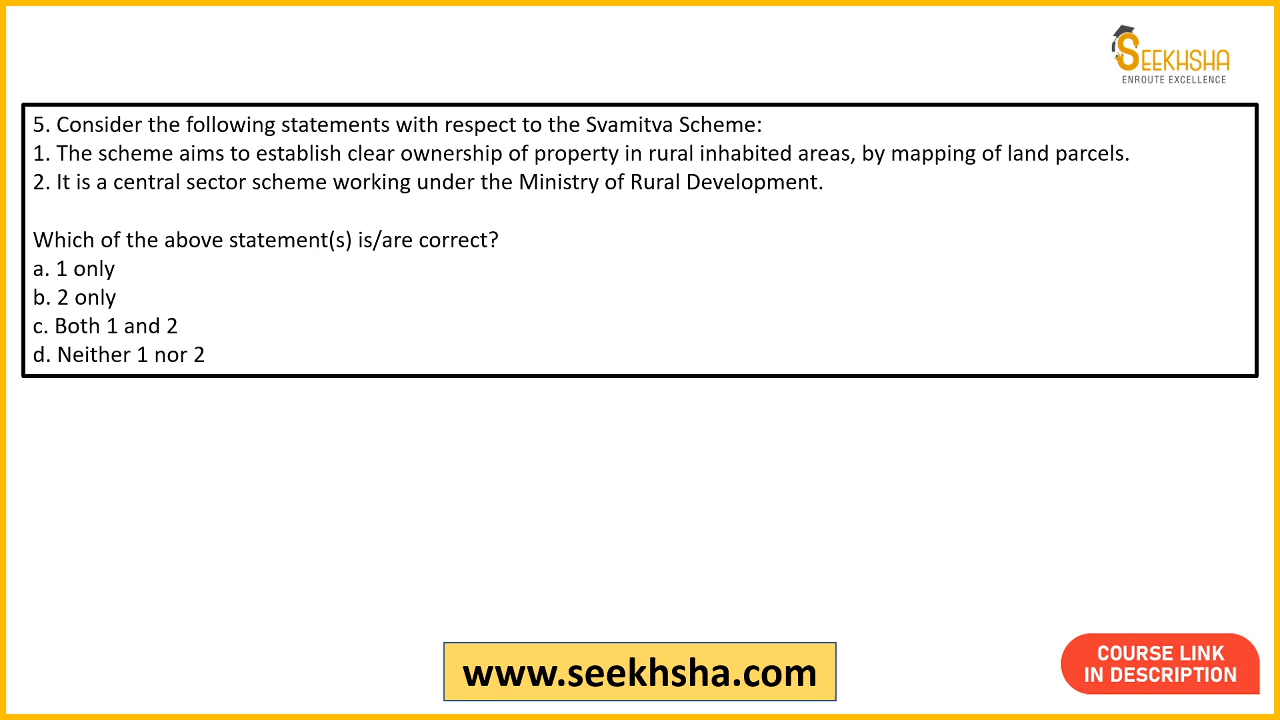 SEEKHSHA
ENROUTE EXCELLENCE
5. Consider the following statements with respect to the Svamitva Scheme:
1. The scheme aims to establish clear ownership of property in rural inhabited areas, by mapping of land parcels.
2. It is a central sector scheme working under the Ministry of Rural Development.
Which of the above statement(s) is/are correct?
a. 1 only
b. 2 only
c. Both 1 and 2
d. Neither 1 nor 2
www.seekhsha.com
COURSE LINK
IN DESCRIPTION